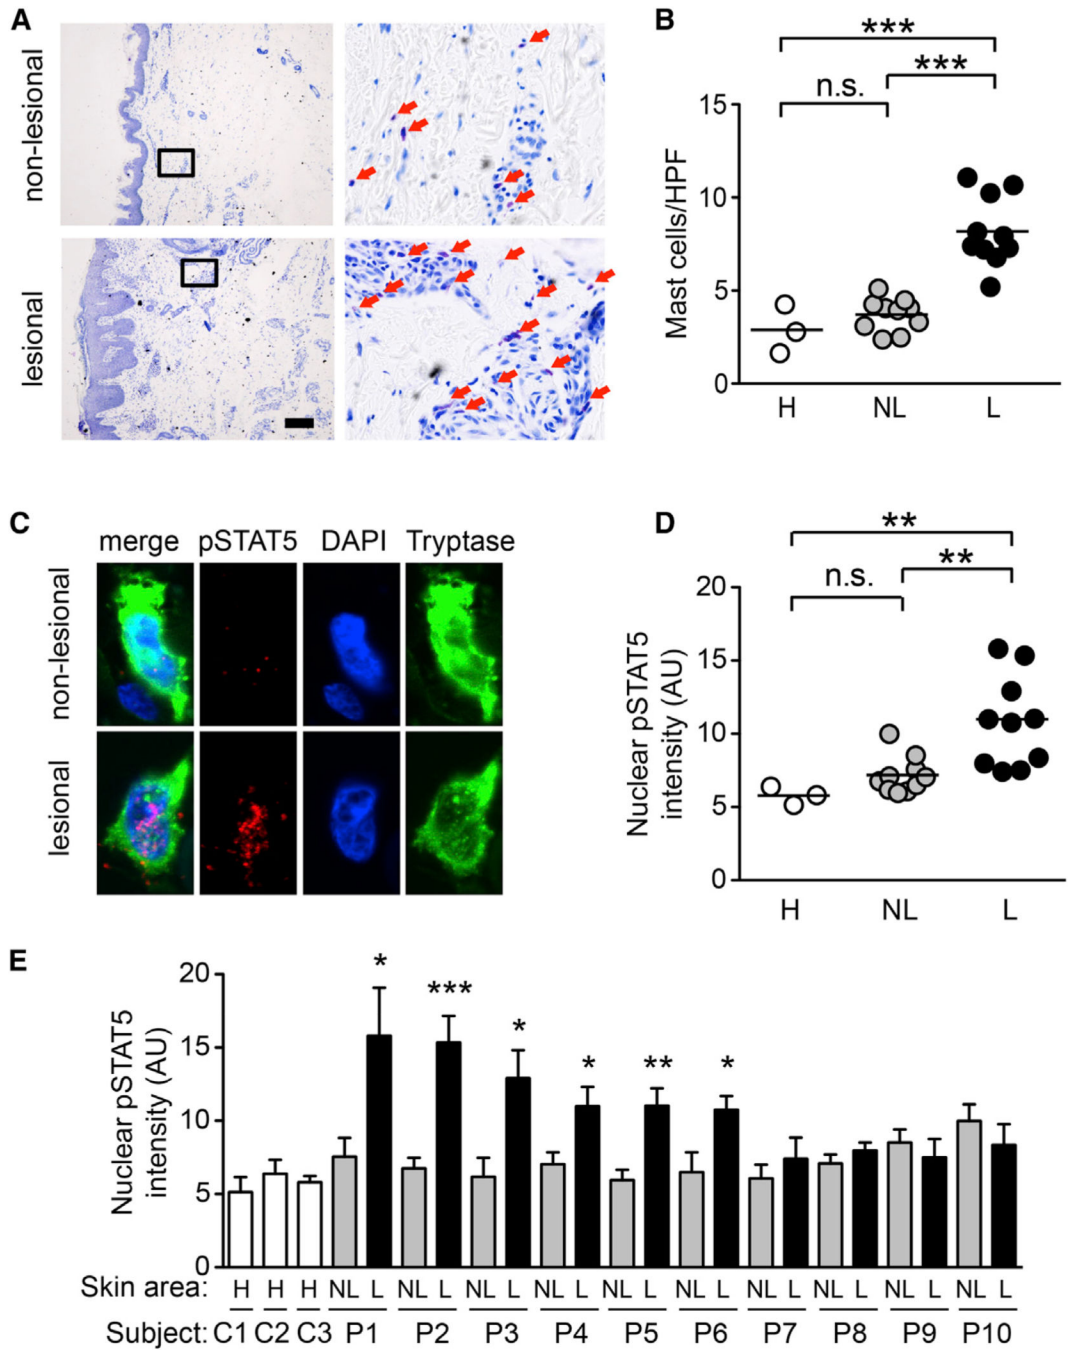 A
non-lesional
lesional
B
***
***
n.s.
Mast cells/HPF
15
10
5
0
H NL L
C
merge pSTAT5 DAPI Tryptase
non-lesional
lesional
D
**
**
n.s.
Nuclear pSTAT5
intensity (AU)
20
15
10
5
0
H NL L
E
Nuclear pSTAT5
intensity (AU)
20
15
10
5
0
* *** * * ** *
Skin area: H H H NL L NL L NL L NL L NL L NL L NL L NL L NL L NL L
Subject: C1 C2 C3 P1 P2 P3 P4 P5 P6 P7 P8 P9 P10